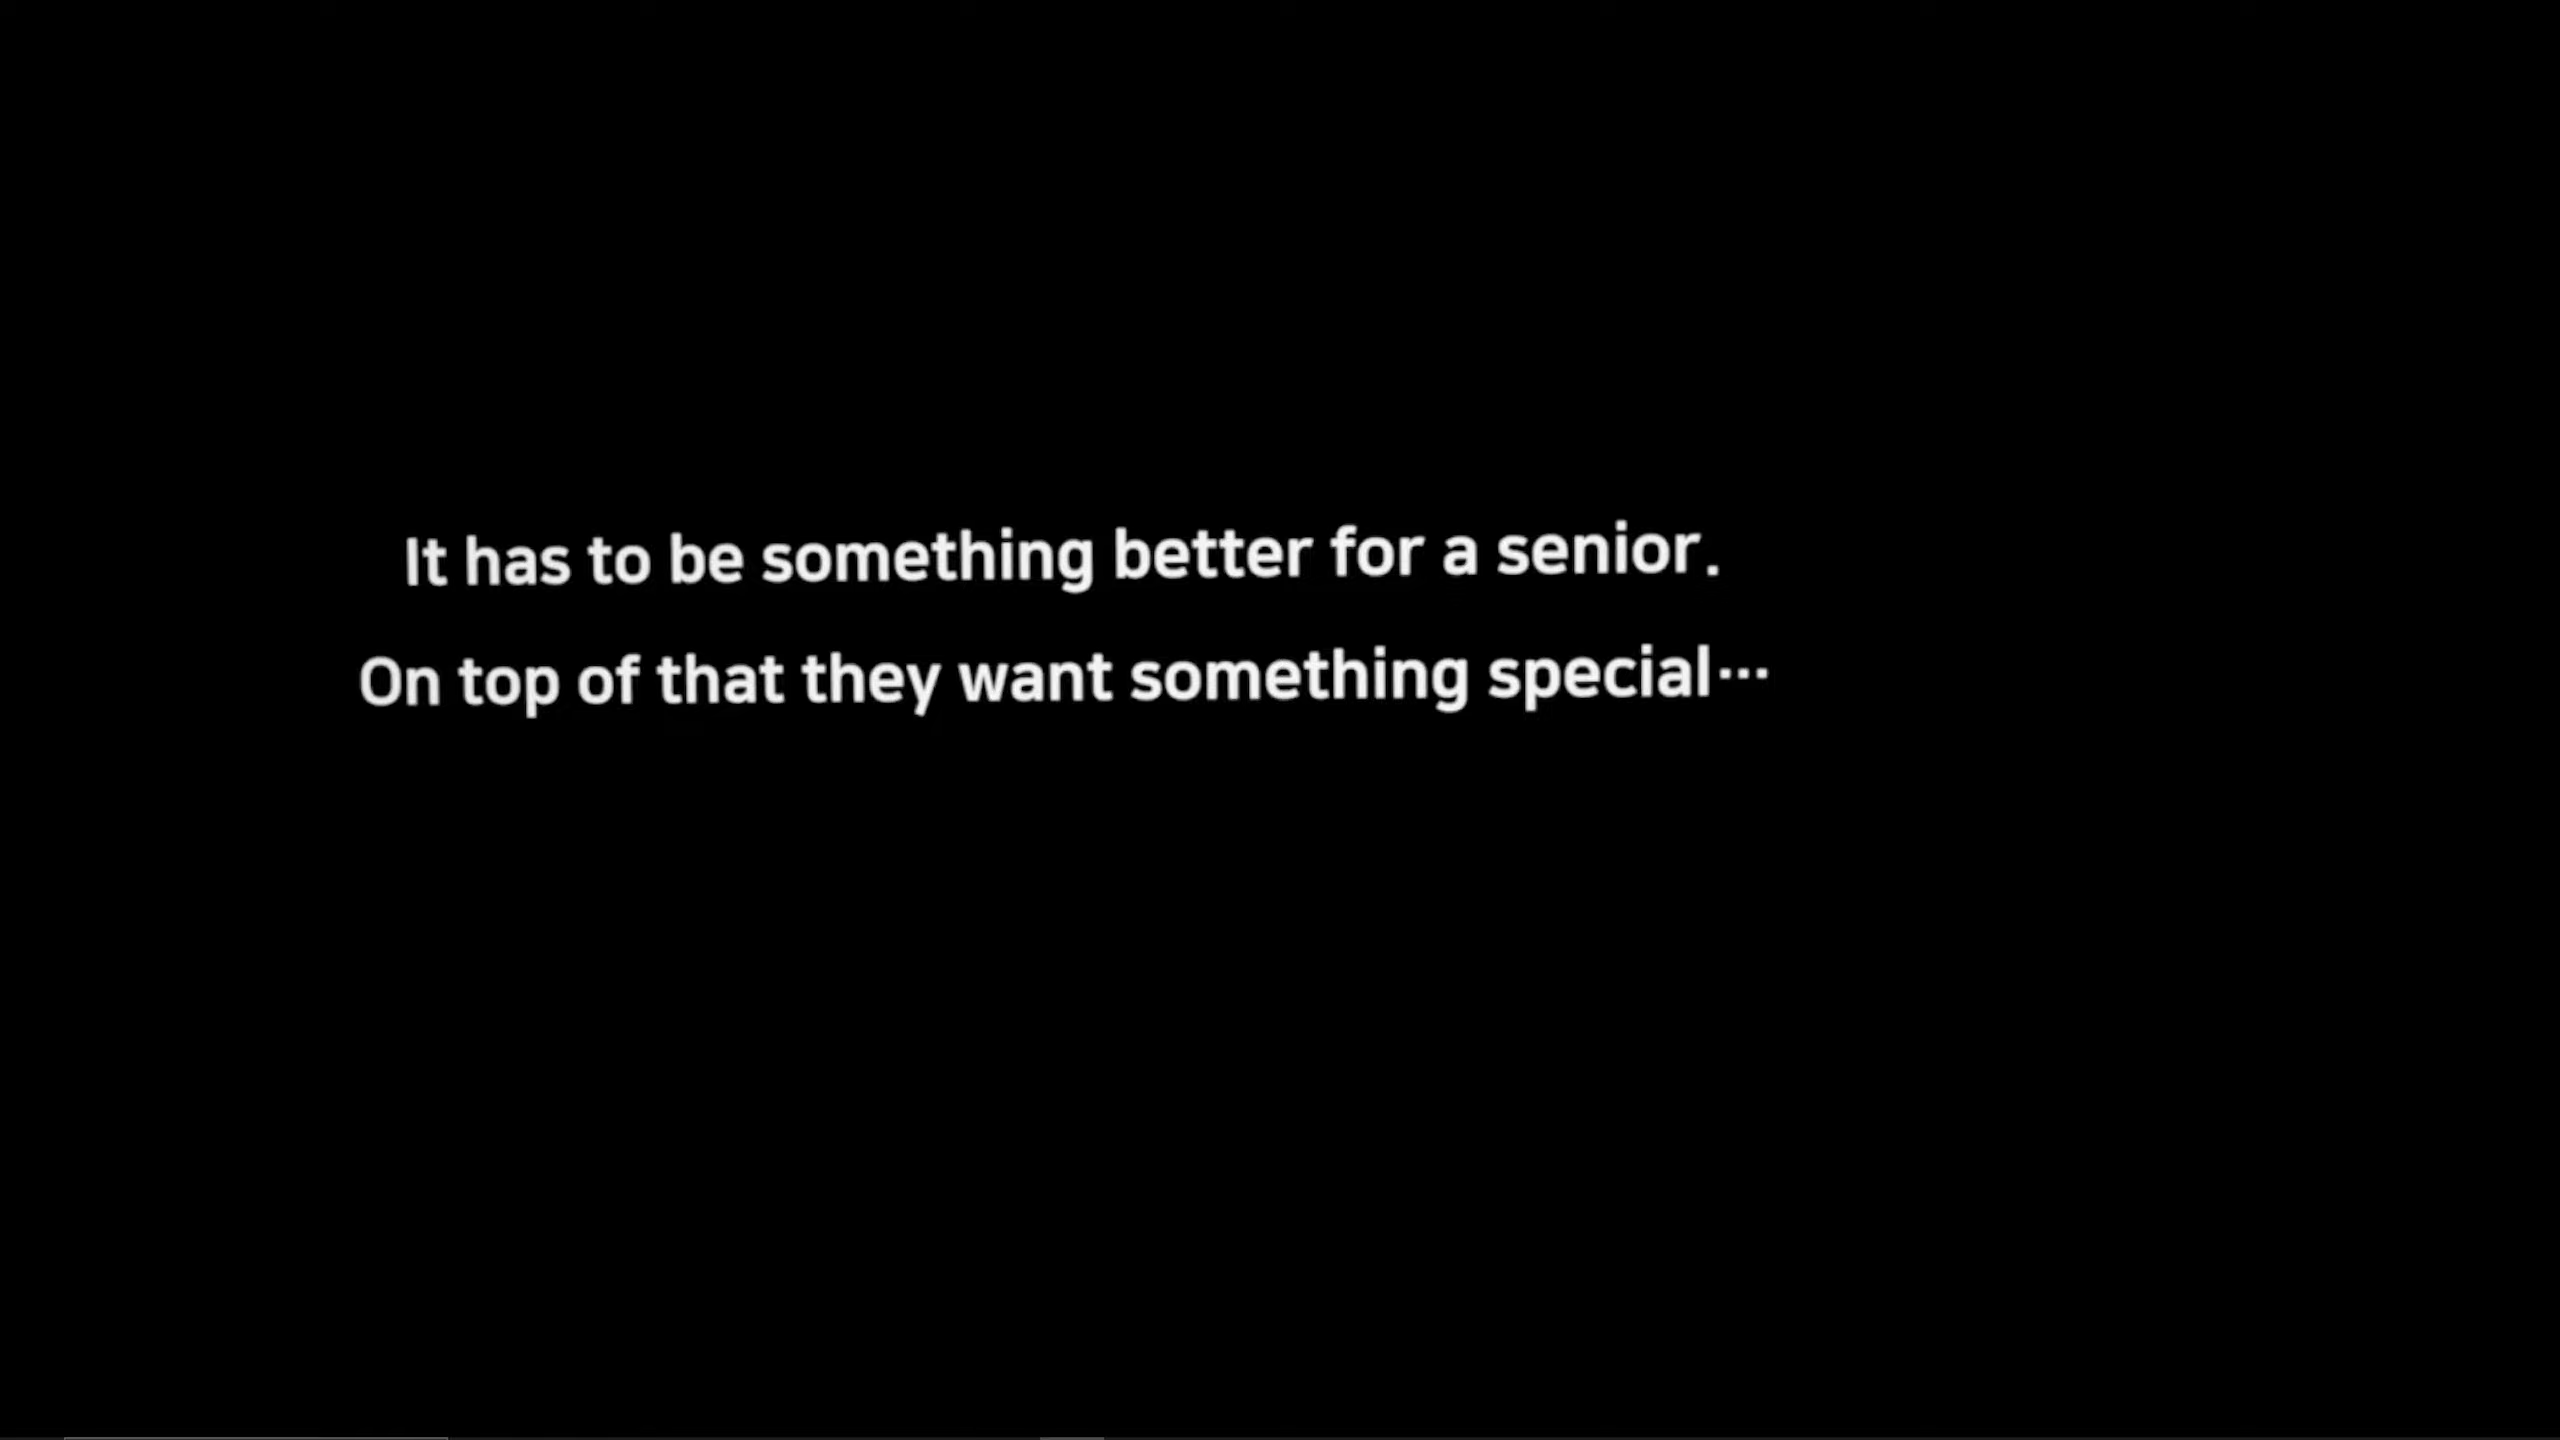 It has to be something better for a senior.
On top of that they want something special⋯